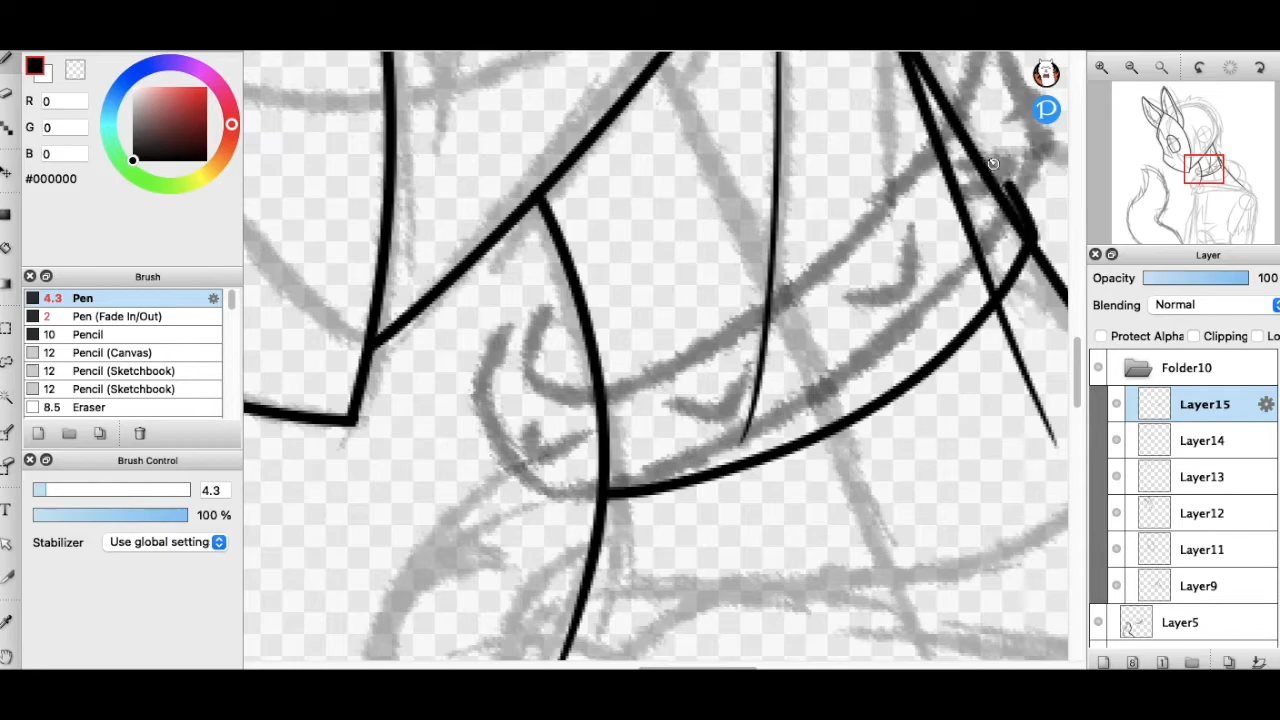 R 0
G 0
B 0
#000000
Brush
4.3 Pen
2 Pen (Fade In/Out)
10 Pencil
12 Pencil (Canvas)
12 Pencil (Sketchbook)
12 Pencil (Sketchbook)
8.5 Eraser
Brush Control
4.3
100 %
Stabilizer Use global setting
Layer
Opacity 100
Blending Normal
Protect Alpha Clipping Lo
Folder10
Layer15
Layer14
Layer13
Layer12
Layer11
Layer9
Layer5